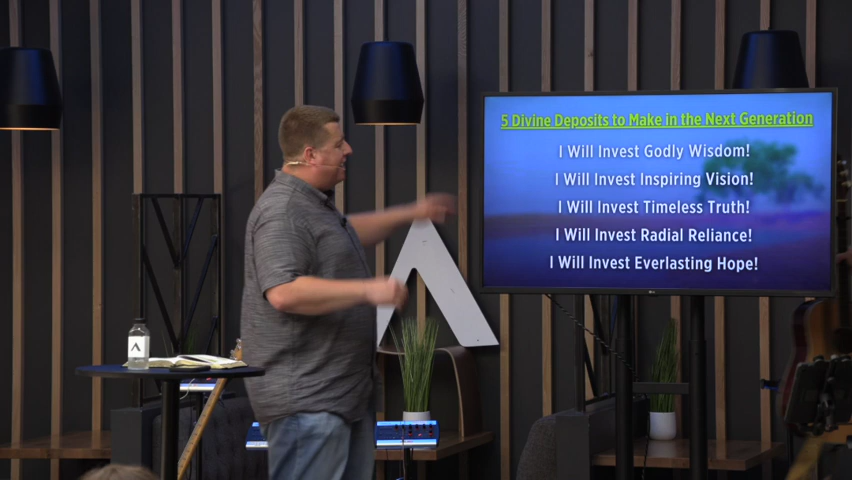 5 Divine Deposits to Make in the Next Generation
I Will Invest Godly Wisdom!
I Will Invest Inspiring Vision!
I Will Invest Timeless Truth!
I Will Invest Radial Reliance!
I Will Invest Everlasting Hope!
LG